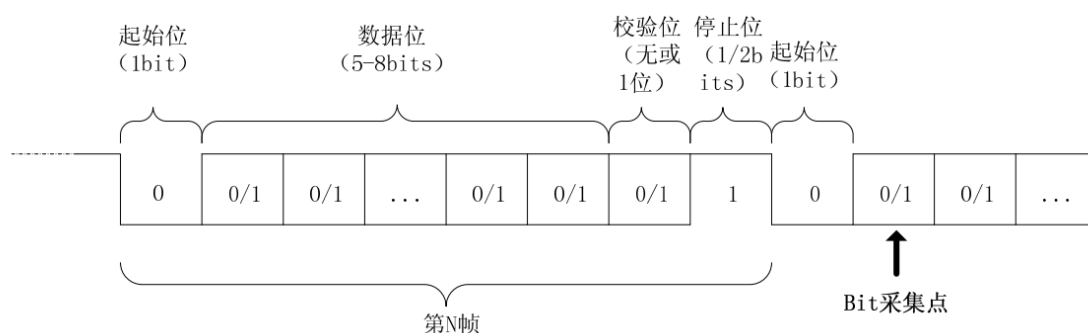 起始位
（1bit）
数据位
（5-8bits）
校验位
（无或
1位）
停止位
（1/2b
its）
起始位
（1bit）
0
0/1
0/1
...
0/1
0/1
0/1
1
0
0/1
0/1
...
第N帧
Bit采集点